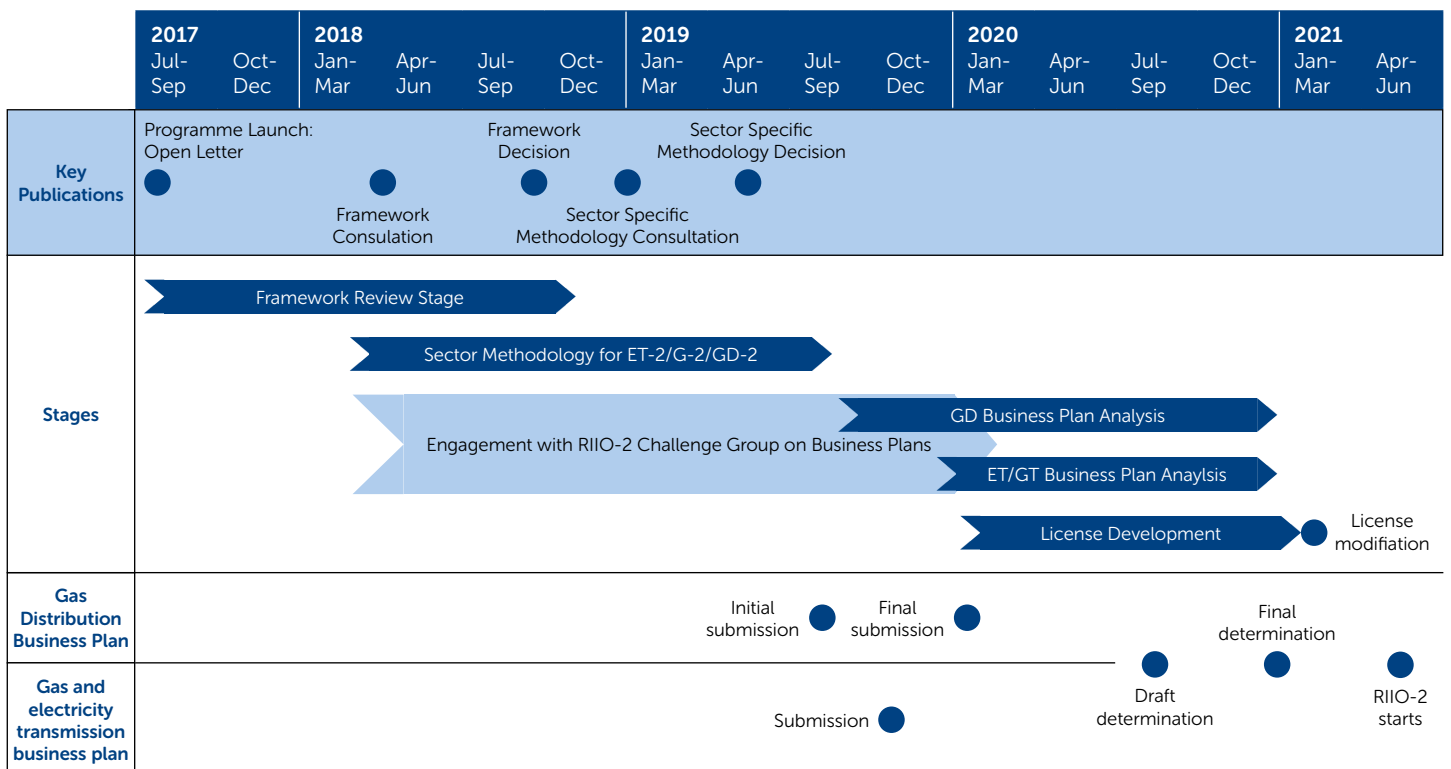 2017
2018
2019
2020
2021
Jul-
Sep
Oct-
Dec
Jan-
Mar
Apr-
Jun
Jul-
Sep
Oct-
Dec
Jan-
Mar
Apr-
Jun
Jul-
Sep
Oct-
Dec
Jan-
Mar
Apr-
Jun
Jul-
Sep
Oct-
Dec
Jan-
Mar
Apr-
Jun
Key
Publications
Programme Launch:
Open Letter
Framework
Consulation
Framework
Decision
Sector Specific
Methodology Consultation
Sector Specific
Methodology Decision
Stages
Framework Review Stage
Sector Methodology for ET-2/G-2/GD-2
GD Business Plan Analysis
Engagement with RIIO-2 Challenge Group on Business Plans
ET/GT Business Plan Anaylsis
License Development
License
modifiation
Gas
Distribution
Business Plan
Initial
submission
Final
submission
Final
determination
Gas and
electricity
transmission
business plan
Submission
Draft
determination
RIIO-2
starts